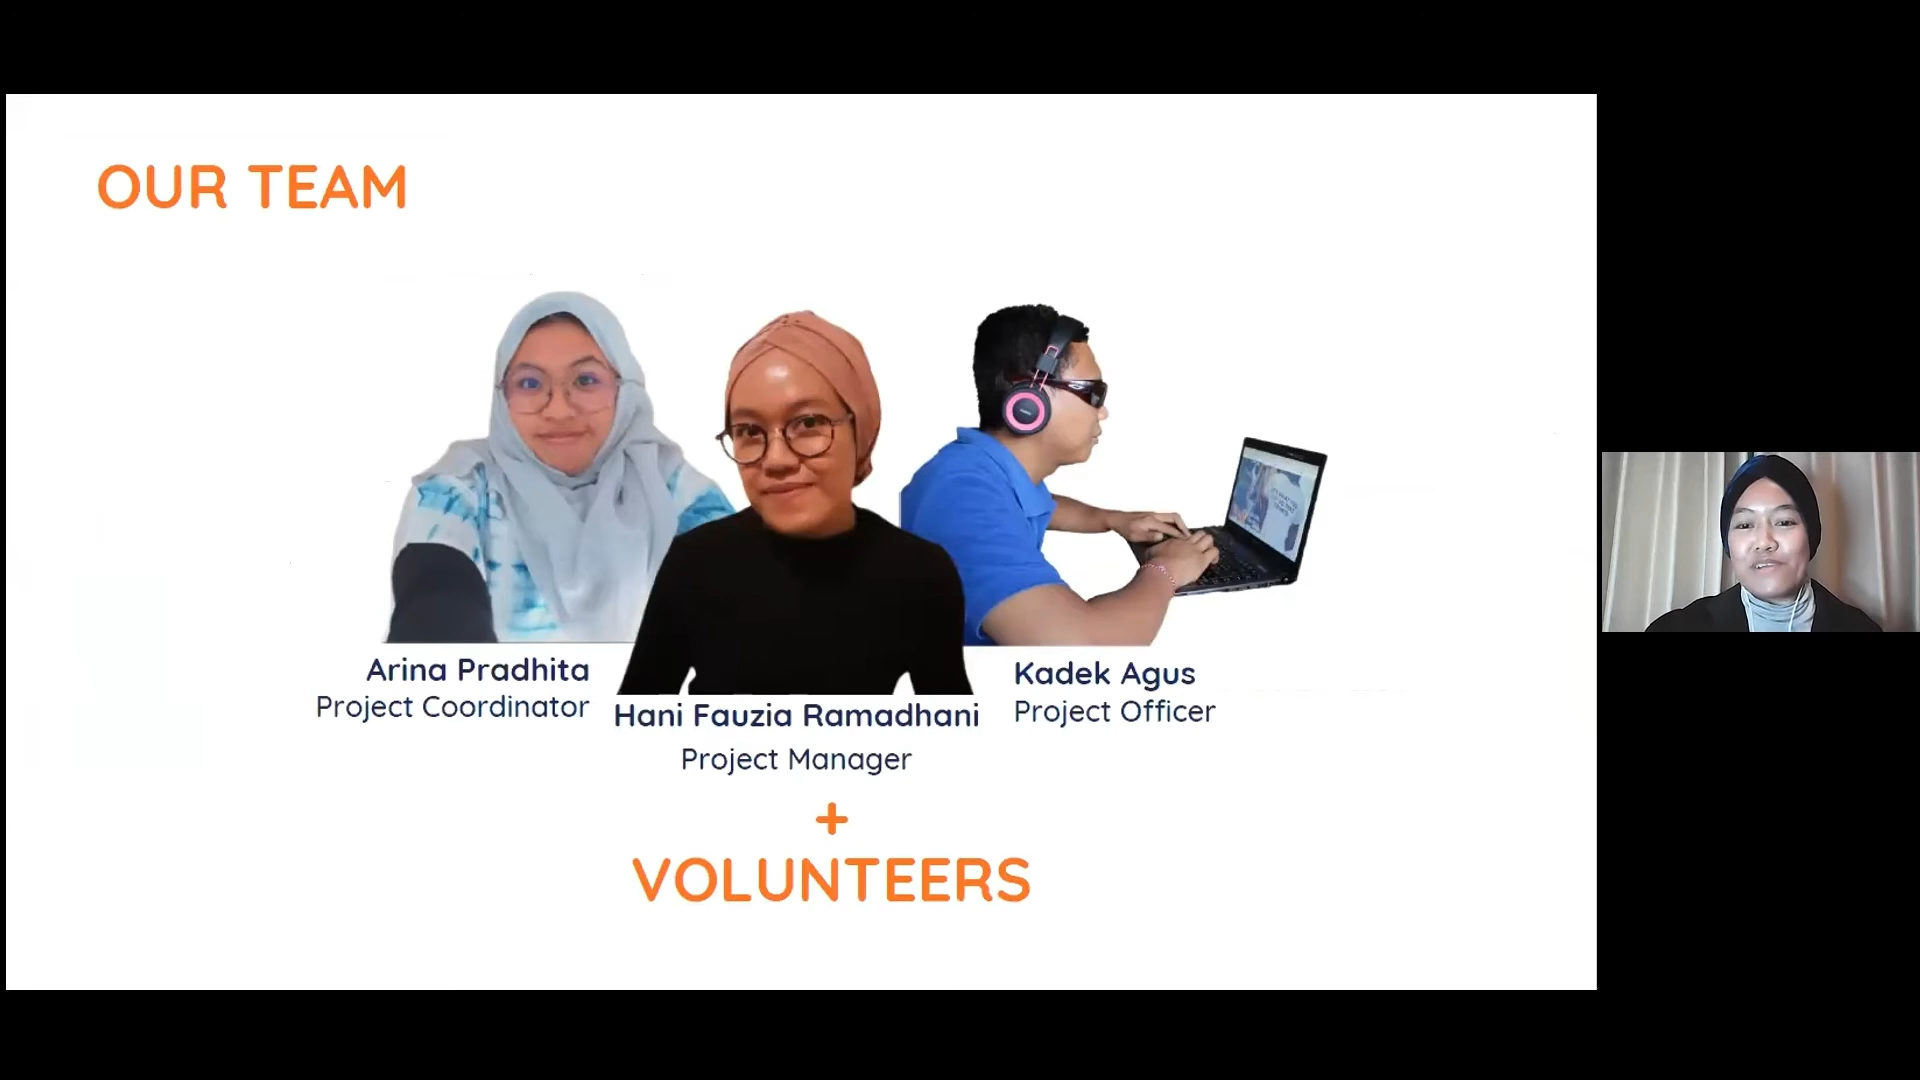 OUR TEAM
Arina Pradhita
Project Coordinator
Hani Fauzia Ramadhani
Project Manager
Kadek Agus
Project Officer
+
VOLUNTEERS